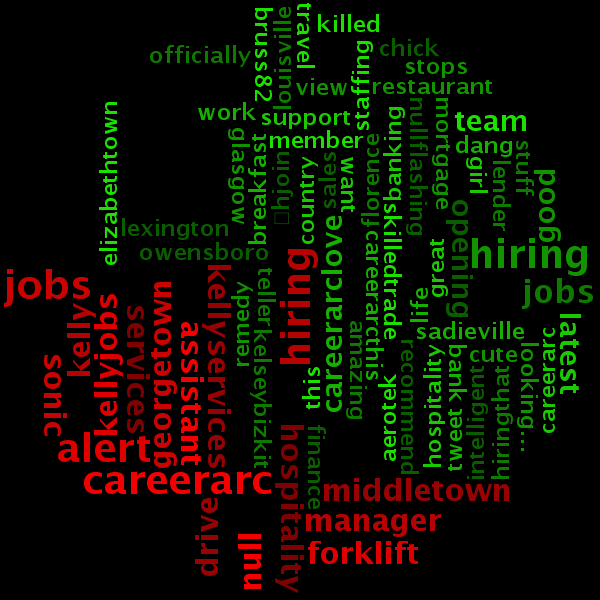 killed
travel
brnss82
louisville
officially
chick
stops
view
restaurant
staffing
work
support
team
member
dang
elizabethtown
glasgow
breakfast
hjoin
country
sales
want
florence
banking
nullflashing
mortgage
girl
lender
stuff
good
lexington
owensboro
opening
hiring
hiring
jobs
jobs
careerarclove
careerarcthis
skilledtrade
great
life
sadieville
latest
kelly
kellyjobs
services
georgetown
assistant
kellyservices
remedy
teller
kelseybizkit
this
amazing
aerotek
recommend
hospitality
bank
tweet
cute
intelligent
hiringthat
looking...
careerarc
sonic
alert
careerarc
hospitality
finance
middletown
manager
forklift
drive
null